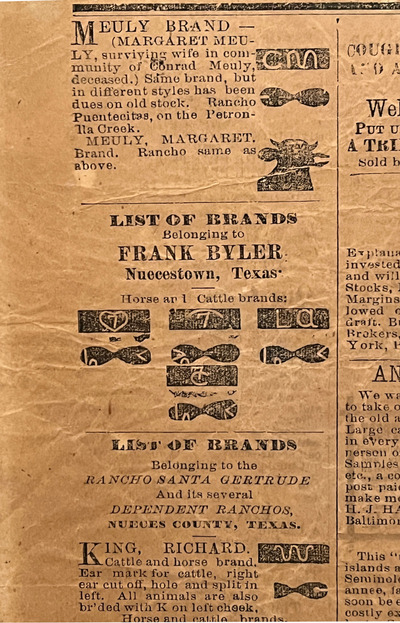 MEULY BRAND —
(MARGARET MEU-
LY, surviving wife in com-
munity of Conrad Meuly,
deceased.) Same brand, but
in different styles has been
dues on old stock. Rancho
Puentecitas, on the Petron-
lla Creek.
MEULY, MARGARET.
Brand. Rancho same as
above.
CM
LIST OF BRANDS
Belonging to
FRANK BYLER
Nuecestown, Texas·
Horse and Cattle brands:
LIST OF BRANDS
Belonging to the
RANCHO SANTA GERTRUDE
And its several
DEPENDENT RANCHOS,
NUECES COUNTY, TEXAS.
KING, RICHARD.
Cattle and horse brand.
Ear mark for cattle, right
ear cut off, hole and split in
left. All animals are also
br'ded with K on left cheek.
Horse and cattle brands.
COUGH
AND A
Wel
PUT U
A TRI
Sold b
Explana
invested
and will
Stocks,
Margins
lowed o
draft. Bu
Brokers,
York, N
AN
We wa
to take o
the old a
Large ca
in every
person o
Samples
etc., a co
post paid
make mo
H. J. HA
Baltimor
This "
islands a
Seminole
annee, fa
soon be e
costly ex